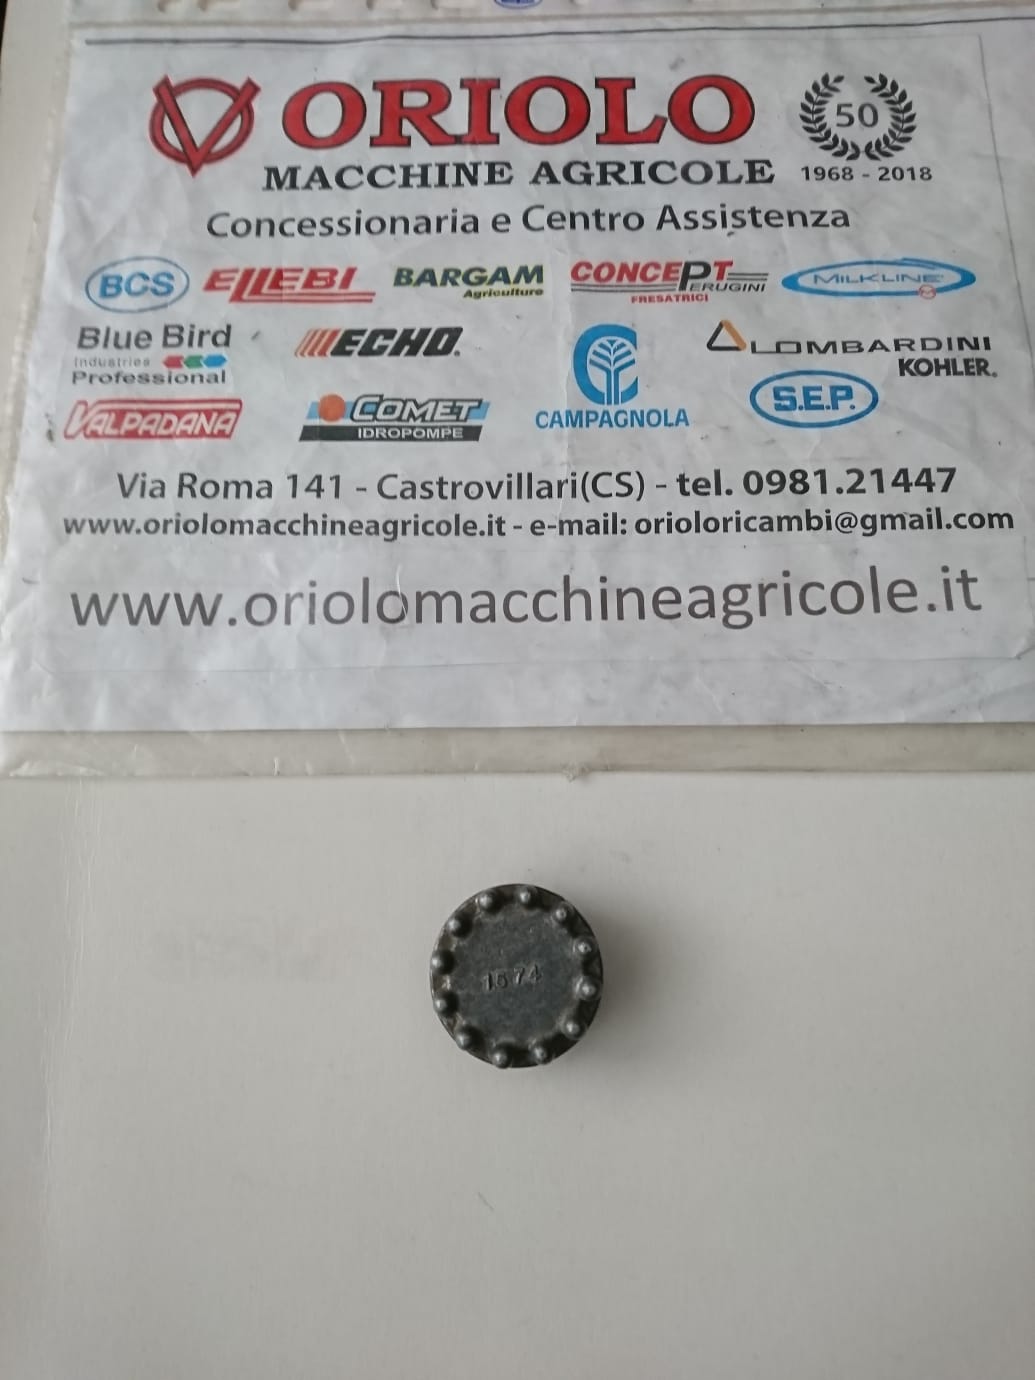 ORIOLO
50
MACCHINE AGRICOLE 1968 - 2018
Concessionaria e Centro Assistenza
BCS ELLEBI BARGAM Agriculture CONCEPT PERUGINI FRESATRICI MILKLINE
Blue Bird Industries Professional ECHO. CAMPAGNOLA LOMBARDINI KOHLER.
VALPADANA COMET IDROPOMPE S.E.P.
Via Roma 141 - Castrovillari(CS) - tel. 0981.21447
www.oriolomacchineagricole.it - e-mail: orioloricambi@gmail.com
www.oriolomacchineagricole.it
1574